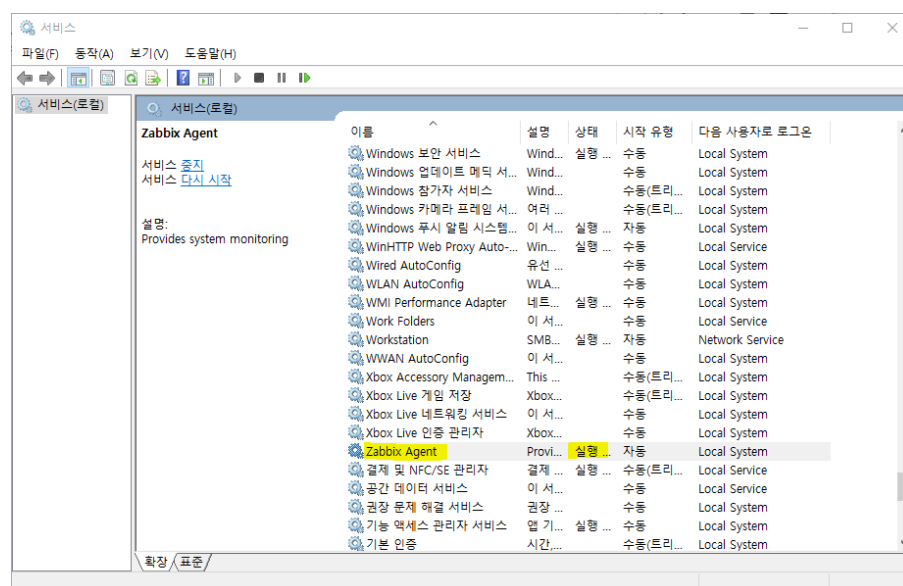 서비스
파일(F) 동작(A) 보기(V) 도움말(H)
서비스(로컬)
서비스(로컬)
Zabbix Agent
서비스 중지
서비스 다시 시작
설명:
Provides system monitoring
이름 설명 상태 시작 유형 다음 사용자로 로그온
Windows 보안 서비스 Wind... 실행 ... 수동 Local System
Windows 업데이트 메딕 서... Wind... 수동 Local System
Windows 참가자 서비스 Wind... 수동(트리... Local System
Windows 카메라 프레임 서... 여러 ... 수동(트리... Local System
Windows 푸시 알림 시스템... 이 서... 실행 ... 자동 Local System
WinHTTP Web Proxy Auto-... Win... 실행 ... 수동 Local Service
Wired AutoConfig 유선 ... 수동 Local System
WLAN AutoConfig WLA... 수동 Local System
WMI Performance Adapter 네트... 실행 ... 수동 Local System
Work Folders 이 서... 수동 Local Service
Workstation SMB... 실행 ... 자동 Network Service
WWAN AutoConfig 이 서... 수동 Local System
Xbox Accessory Managem... This ... 수동(트리... Local System
Xbox Live 게임 저장 Xbox... 수동(트리... Local System
Xbox Live 네트워킹 서비스 이 서... 수동 Local System
Xbox Live 인증 관리자 Xbox... 수동 Local System
Zabbix Agent Provi... 실행 ... 자동 Local System
결제 및 NFC/SE 관리자 결제 ... 실행 ... 수동(트리... Local Service
공간 데이터 서비스 이 서... 수동 Local Service
권장 문제 해결 서비스 권장 ... 수동 Local System
기능 액세스 관리자 서비스 앱 기... 실행 ... 수동 Local System
기본 인증 시간,... 수동(트리... Local System
확장 표준